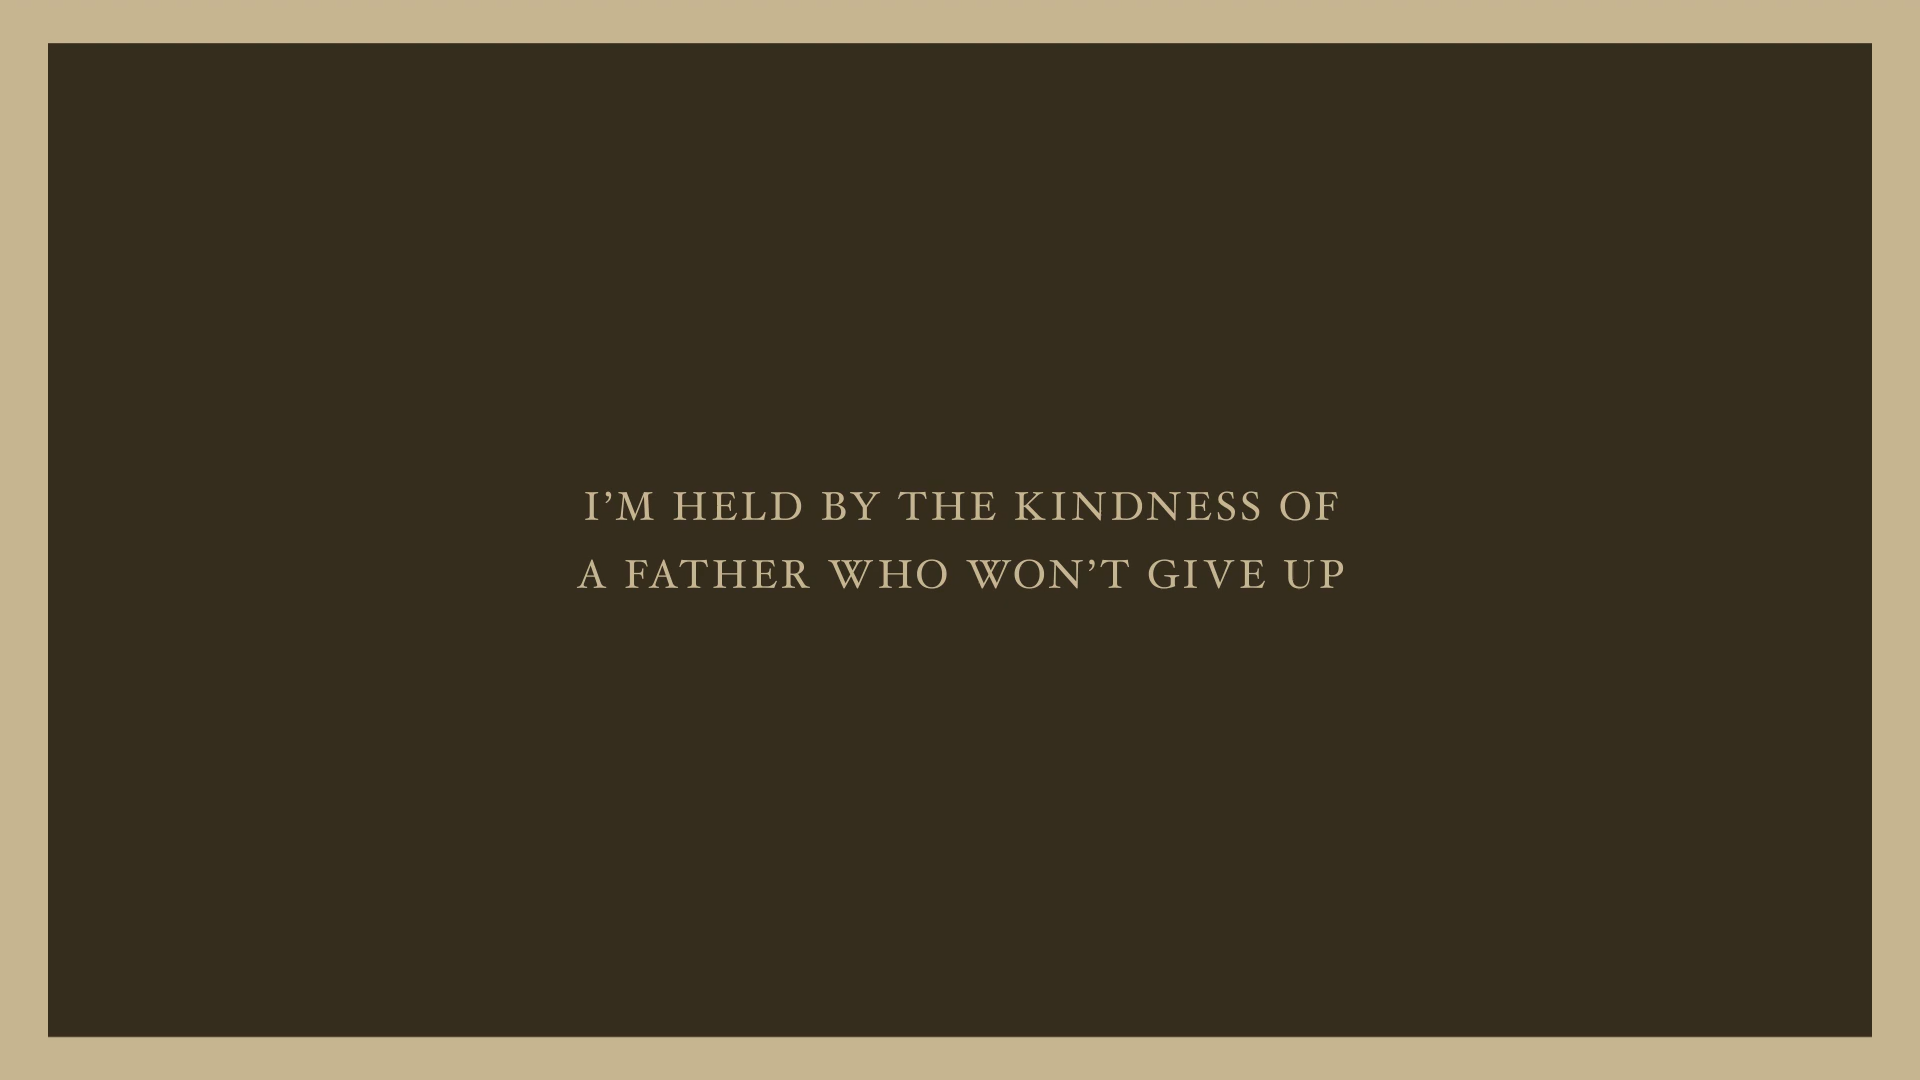 I’M HELD BY THE KINDNESS OF
A FATHER WHO WON’T GIVE UP